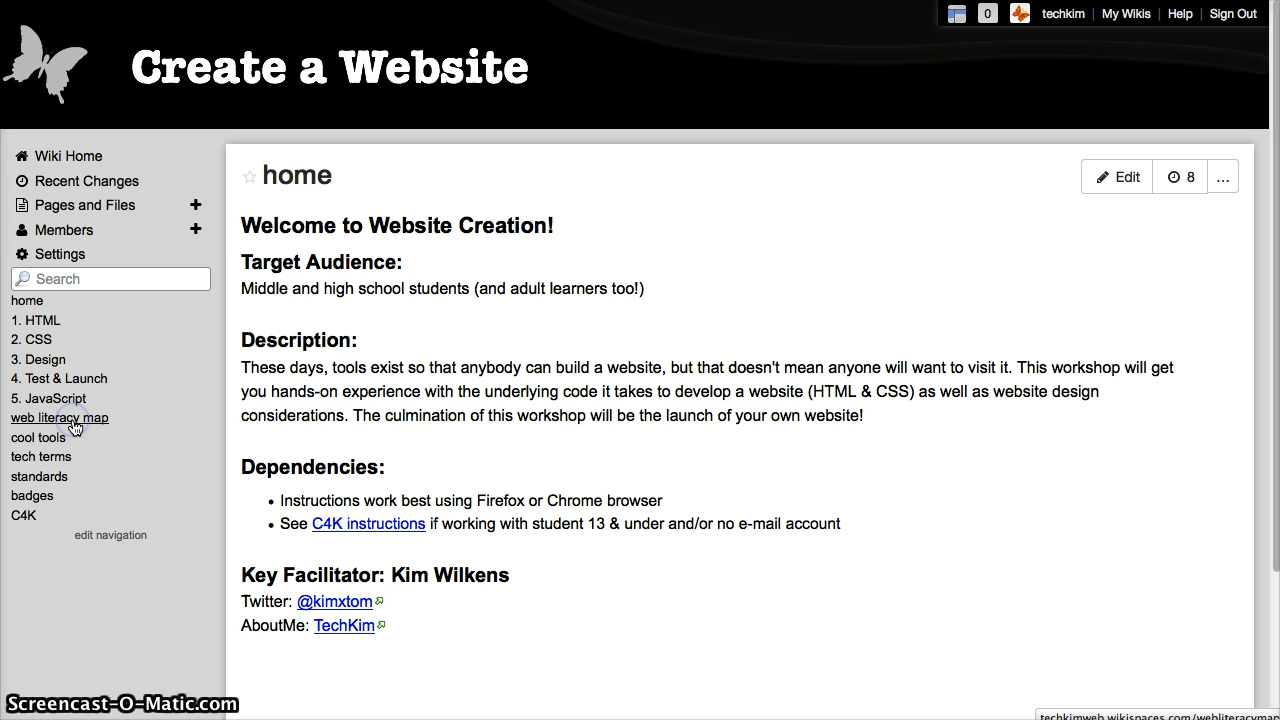 0 techkim My Wikis Help Sign Out
Create a Website
Wiki Home
Recent Changes
Pages and Files
Members
Settings
Search
home
1. HTML
2. CSS
3. Design
4. Test & Launch
5. JavaScript
web literacy map
cool tools
tech terms
standards
badges
C4K
edit navigation
home
Edit 8 ...
Welcome to Website Creation!
Target Audience:
Middle and high school students (and adult learners too!)
Description:
These days, tools exist so that anybody can build a website, but that doesn't mean anyone will want to visit it. This workshop will get
you hands-on experience with the underlying code it takes to develop a website (HTML & CSS) as well as website design
considerations. The culmination of this workshop will be the launch of your own website!
Dependencies:
• Instructions work best using Firefox or Chrome browser
• See C4K instructions if working with student 13 & under and/or no e-mail account
Key Facilitator: Kim Wilkens
Twitter: @kimxtom
AboutMe: TechKim
Screencast-O-Matic.com
techkimweb.wikispaces.com/webliteracymap